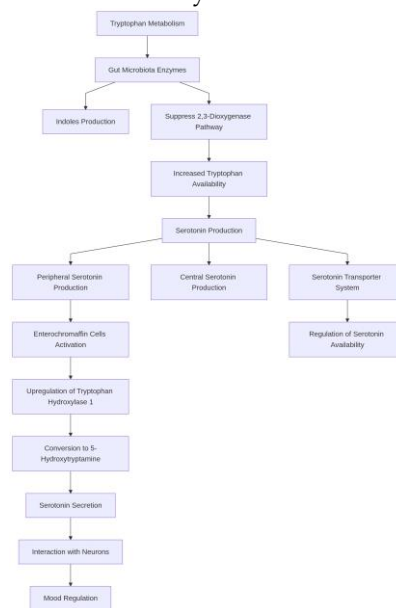 Tryptophan Metabolism
Gut Microbiota Enzymes
Indoles Production
Suppress 2,3-Dioxygenase
Pathway
Increased Tryptophan
Availability
Serotonin Production
Peripheral Serotonin
Production
Central Serotonin
Production
Serotonin Transporter
System
Enterochromaffin Cells
Activation
Regulation of Serotonin
Availability
Upregulation of Tryptophan
Hydroxylase 1
Conversion to 5-
Hydroxytryptamine
Serotonin Secretion
Interaction with Neurons
Mood Regulation